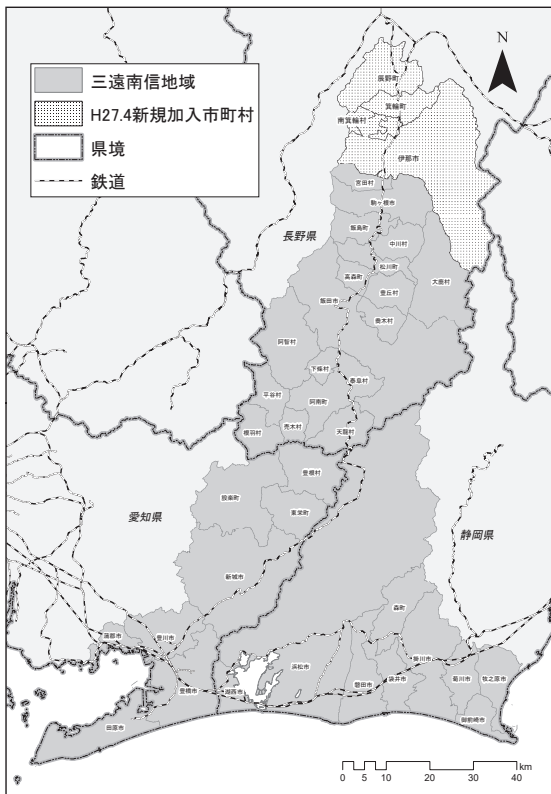 三遠南信地域
H27.4新規加入市町村
県境
鉄道
N
辰野町
箕輪町
南箕輪村
伊那市
宮田村
駒ヶ根市
飯島町
中川村
長野県
松川町
高森町
大鹿村
豊丘村
飯田市
喬木村
阿智村
下條村
泰阜村
平谷村
阿南町
売木村
根羽村
天龍村
豊根村
設楽町
東栄町
愛知県
静岡県
新城市
森町
蒲郡市
豊川市
掛川市
浜松市
袋井市
菊川市
牧之原市
磐田市
豊橋市
湖西市
御前崎市
田原市
km
0 5 10 20 30 40